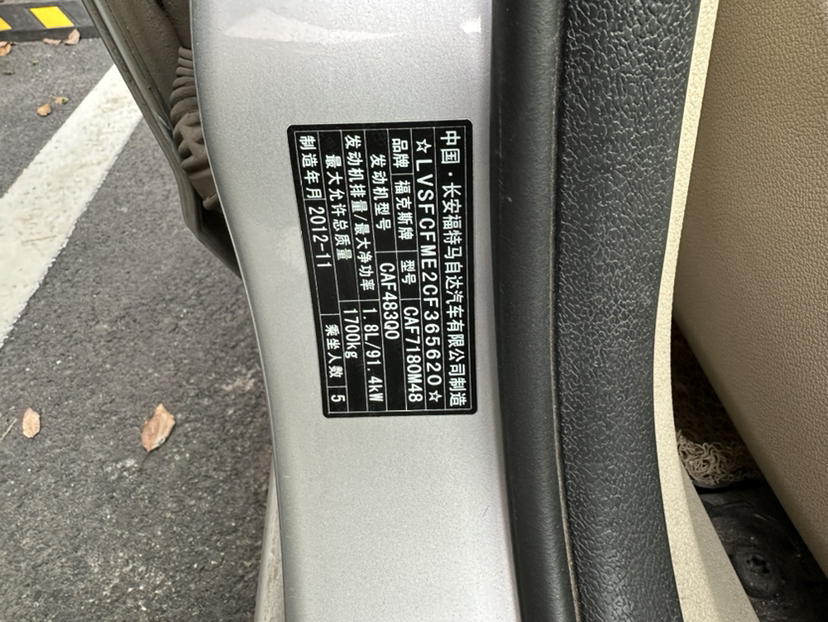 中国·长安福特马自达汽车有限公司制造
☆LVSFCFME2CF365620☆
品牌 福克斯牌 型号 CAF7180M48
发动机型号 CAF483Q0
发动机排量/最大净功率 1.8L/91.4kW
最大允许总质量 1700kg
制造年月 2012-11 乘坐人数 5